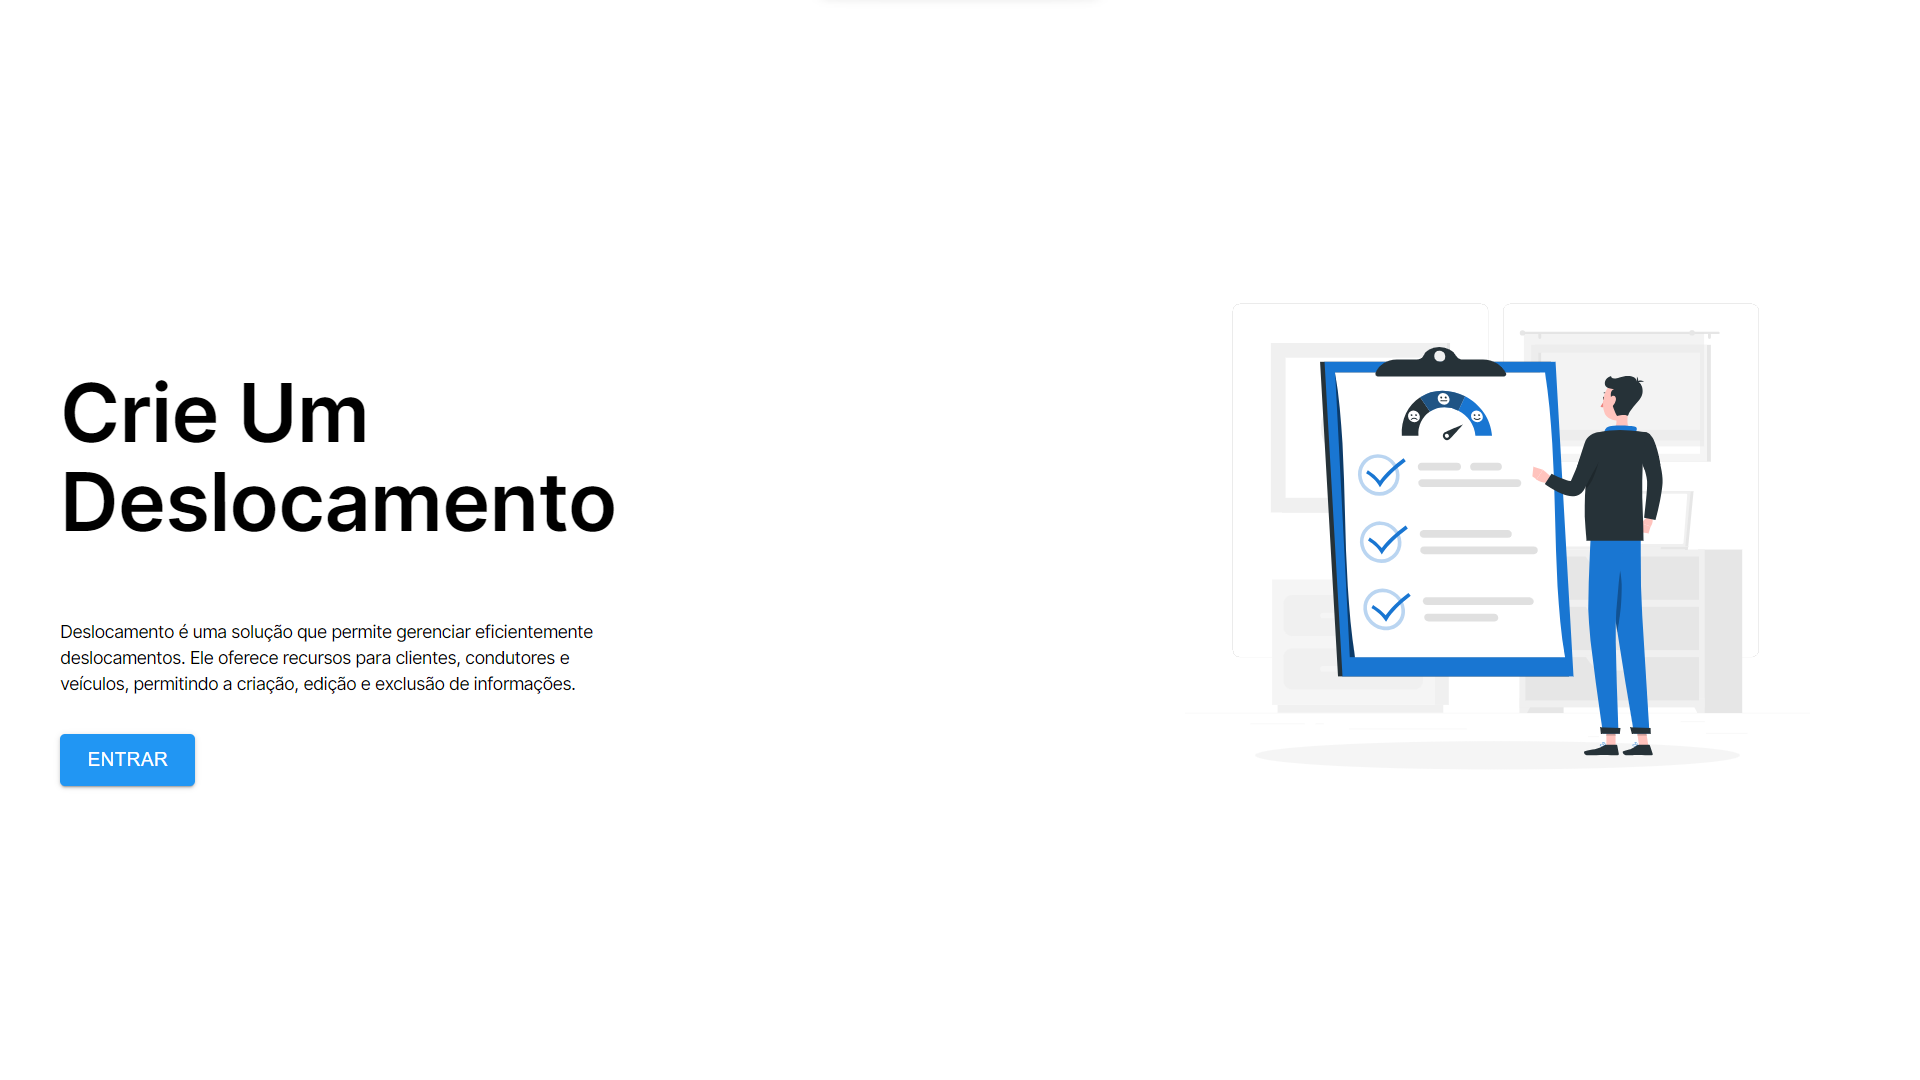 Crie Um
Deslocamento
Deslocamento é uma solução que permite gerenciar eficientemente
deslocamentos. Ele oferece recursos para clientes, condutores e
veículos, permitindo a criação, edição e exclusão de informações.
ENTRAR